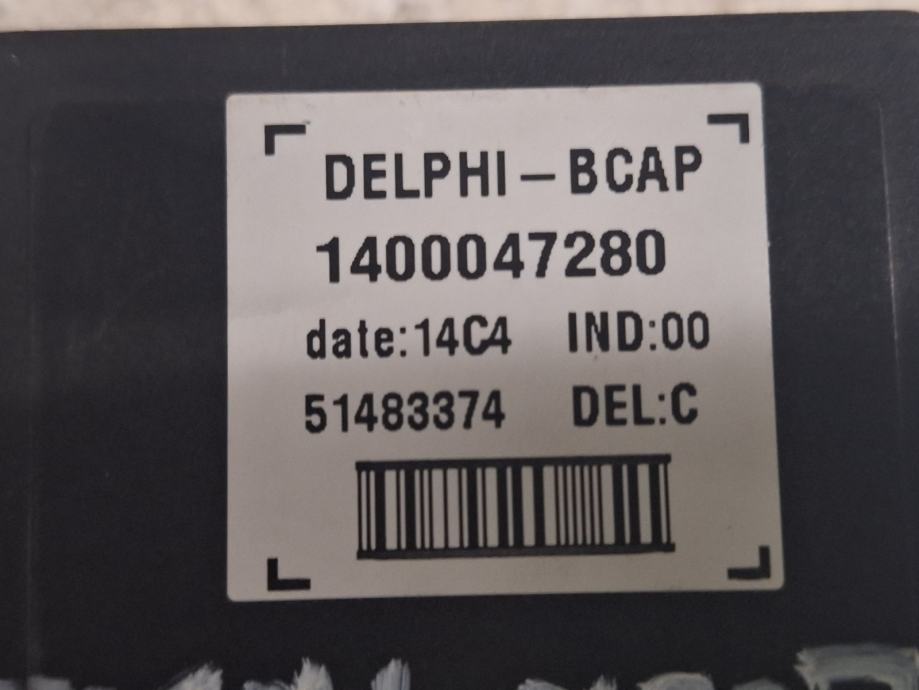 DELPHI-BCAP
1400047280
date:14C4 IND:00
51483374 DEL:C